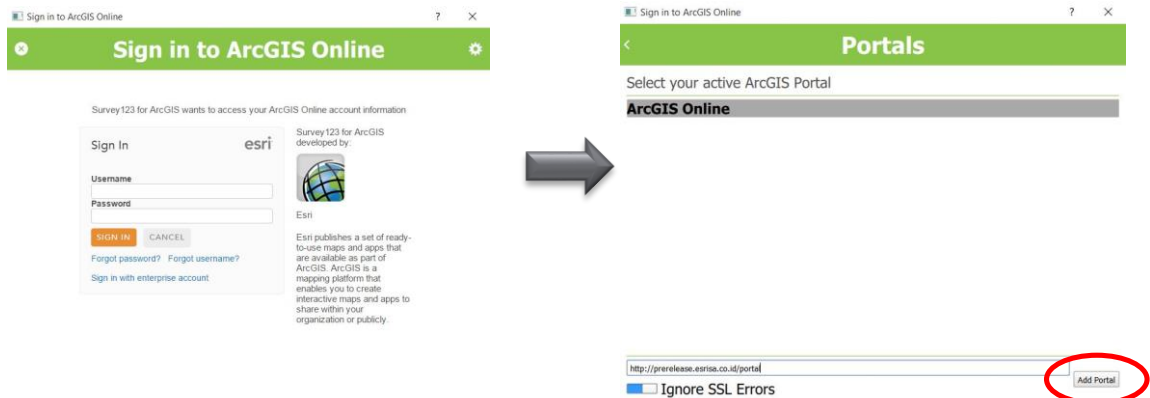 Sign in to ArcGIS Online
?
Sign in to ArcGIS Online
Survey123 for ArcGIS wants to access your ArcGIS Online account information
Sign In
esri
Username
Password
SIGN IN
CANCEL
Forgot password?
Forgot username?
Sign in with enterprise account
Survey123 for ArcGIS
developed by:
Esri
Esri publishes a set of ready-
to-use maps and apps that
are available as part of
ArcGIS. ArcGIS is a
mapping platform that
enables you to create
interactive maps and apps to
share within your
organization or publicly.
Sign in to ArcGIS Online
?
Portals
Select your active ArcGIS Portal
ArcGIS Online
http://prerelease.esrisa.co.id/portal
Add Portal
Ignore SSL Errors